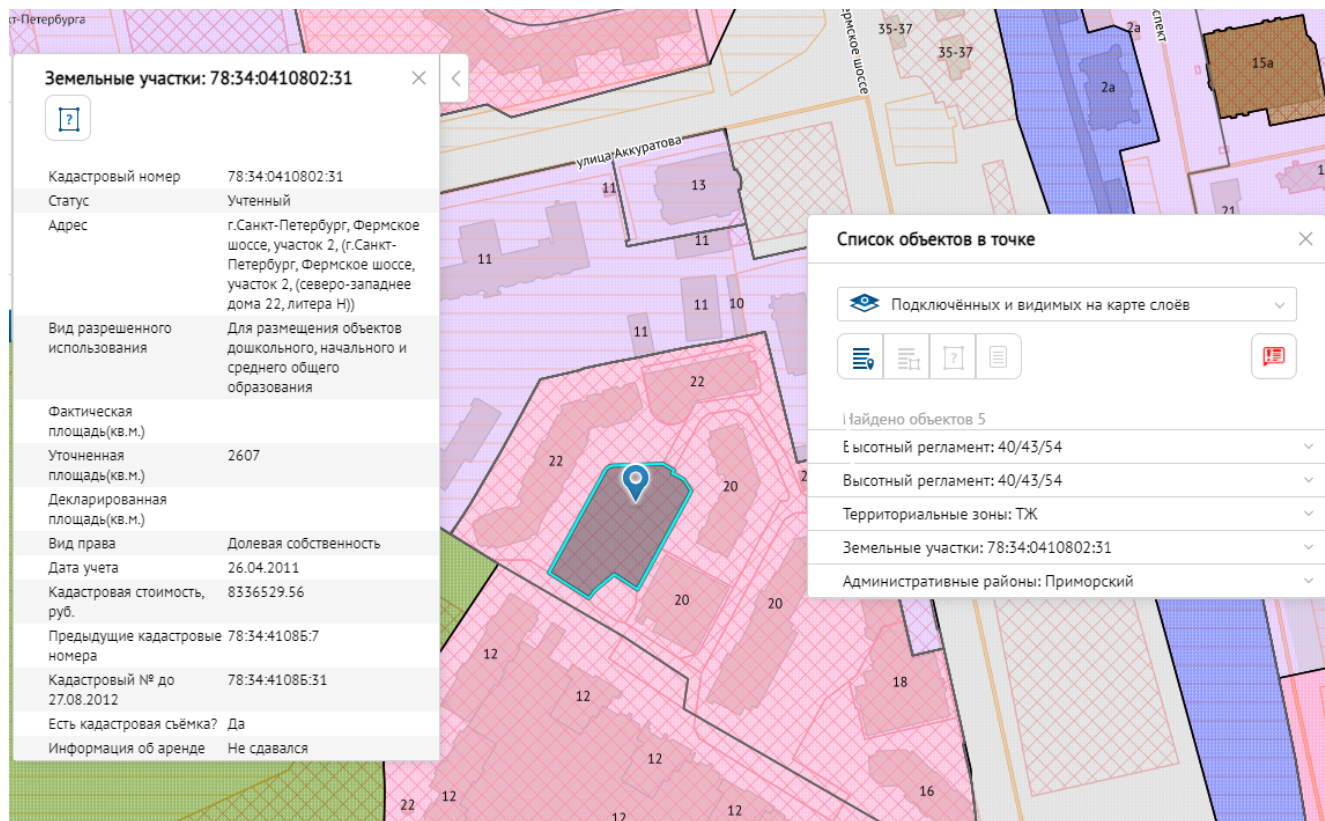 кт-Петербурга
Земельные участки: 78:34:0410802:31
Кадастровый номер 78:34:0410802:31
Статус Учтенный
Адрес г.Санкт-Петербург, Фермское
шоссе, участок 2, (г.Санкт-
Петербург, Фермское шоссе,
участок 2, (северо-западнее
дома 22, литера Н))
Вид разрешенного Для размещения объектов
использования дошкольного, начального и
среднего общего
образования
Фактическая
площадь(кв.м.)
Уточненная 2607
площадь(кв.м.)
Декларированная
площадь(кв.м.)
Вид права Долевая собственность
Дата учета 26.04.2011
Кадастровая стоимость, 8336529.56
руб.
Предыдущие кадастровые 78:34:4108Б:7
номера
Кадастровый № до 78:34:4108Б:31
27.08.2012
Есть кадастровая съёмка? Да
Информация об аренде Не сдавался
35-37
35-37
рмское шоссе
2а
спект
2а
15а
улица Аккуратова
11
13
11
11
11
10
11
21
1
22
22
20
2
20
20
12
12
18
12
16
22
12
12
12
Список объектов в точке
Подключённых и видимых на карте слоёв
Найдено объектов 5
Высотный регламент: 40/43/54
Высотный регламент: 40/43/54
Территориальные зоны: ТЖ
Земельные участки: 78:34:0410802:31
Административные районы: Приморский